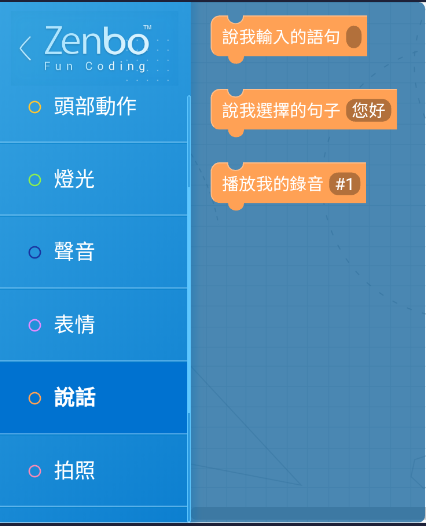 Zenbo™
Fun Coding
頭部動作
燈光
聲音
表情
說話
拍照
說我輸入的語句
說我選擇的句子 您好
播放我的錄音 #1